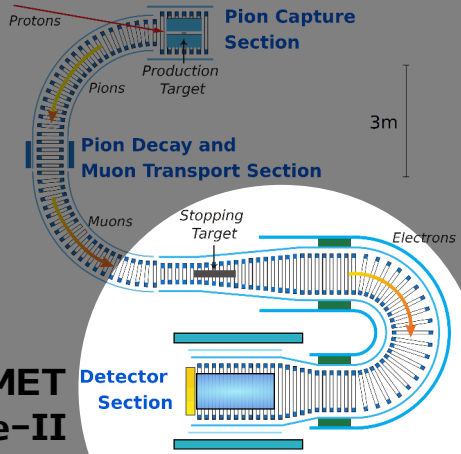 Protons
Pion Capture
Section
Production
Target
Pions
3m
Pion Decay and
Muon Transport Section
Muons
Stopping
Target
Electrons
MET
Detector
Section
e-II